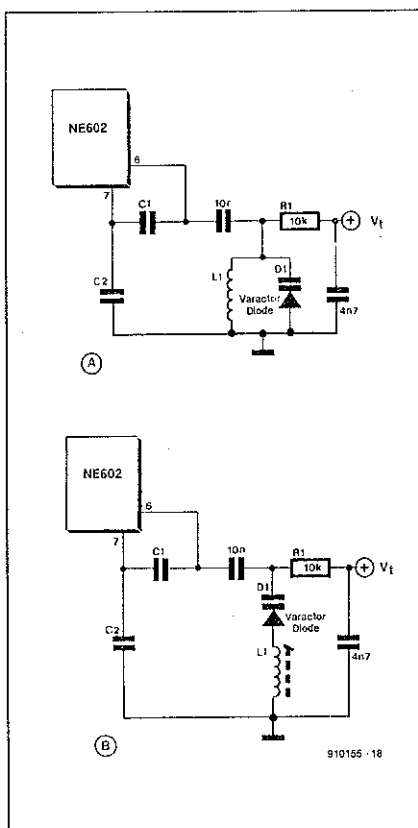 NE602
6
7
C1
10n
R1
10k
+ Vt
D1
L1
Varactor
Diode
C2
4n7
A
NE602
6
7
C1
10n
R1
10k
+ Vt
D1
Varactor
Diode
C2
L1
4n7
B
910155 - 18